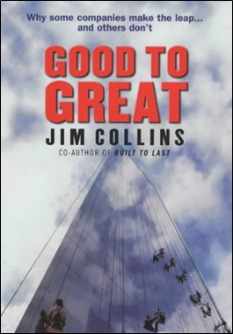 Why some companies make the leap...
and others don't
GOOD TO
GREAT
JIM COLLINS
CO-AUTHOR OF BUILT TO LAST